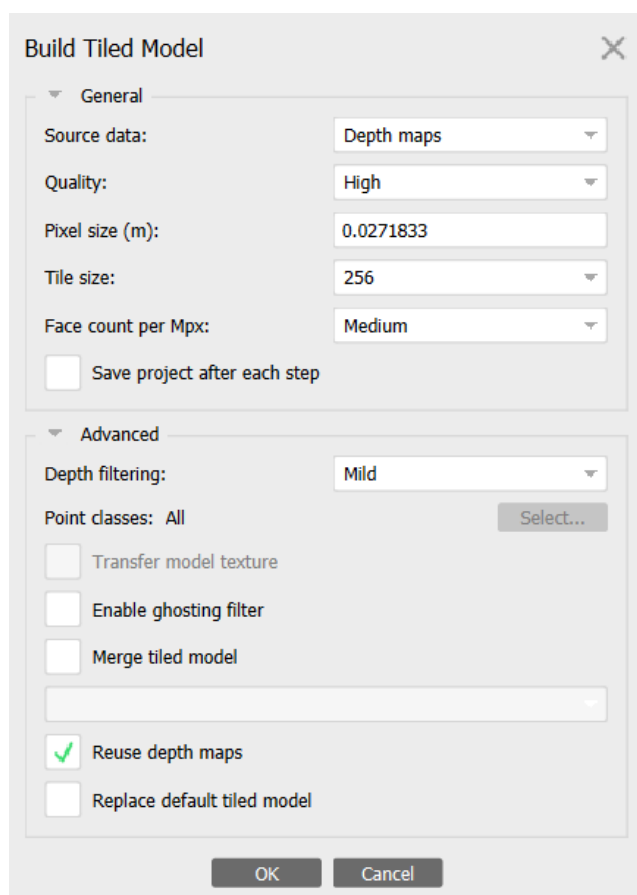 Build Tiled Model
General
Source data: Depth maps
Quality: High
Pixel size (m): 0.0271833
Tile size: 256
Face count per Mpx: Medium
Save project after each step
Advanced
Depth filtering: Mild
Point classes: All Select...
Transfer model texture
Enable ghosting filter
Merge tiled model
Reuse depth maps
Replace default tiled model
OK Cancel